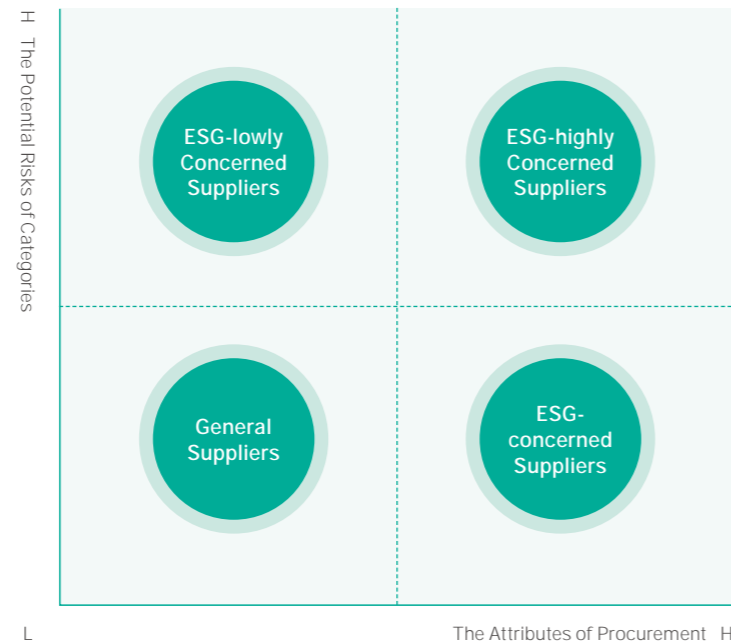 H The Potential Risks of Categories
ESG-lowly
Concerned
Suppliers
ESG-highly
Concerned
Suppliers
General
Suppliers
ESG-
concerned
Suppliers
L
The Attributes of Procurement H